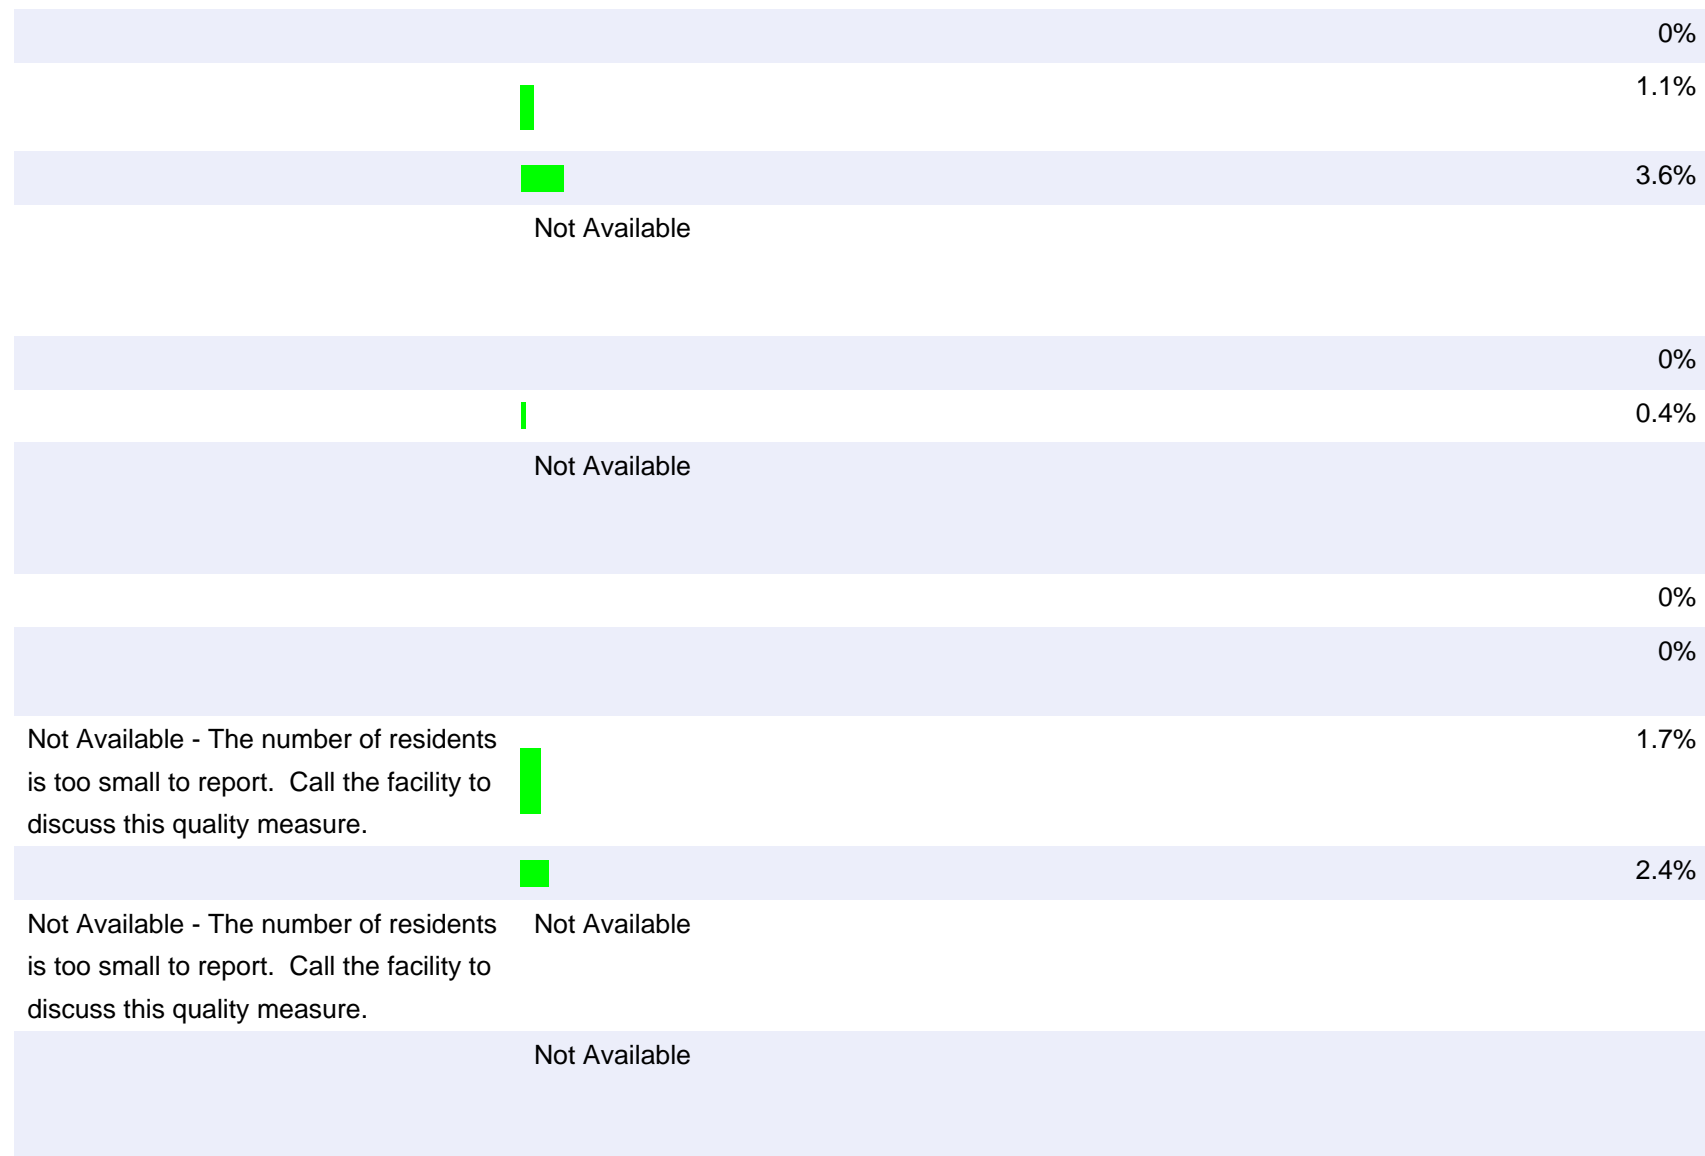 0%
1.1%
3.6%
Not Available
0%
0.4%
Not Available
0%
0%
Not Available - The number of residents
is too small to report.  Call the facility to
discuss this quality measure.
1.7%
2.4%
Not Available - The number of residents
is too small to report.  Call the facility to
discuss this quality measure.
Not Available
Not Available